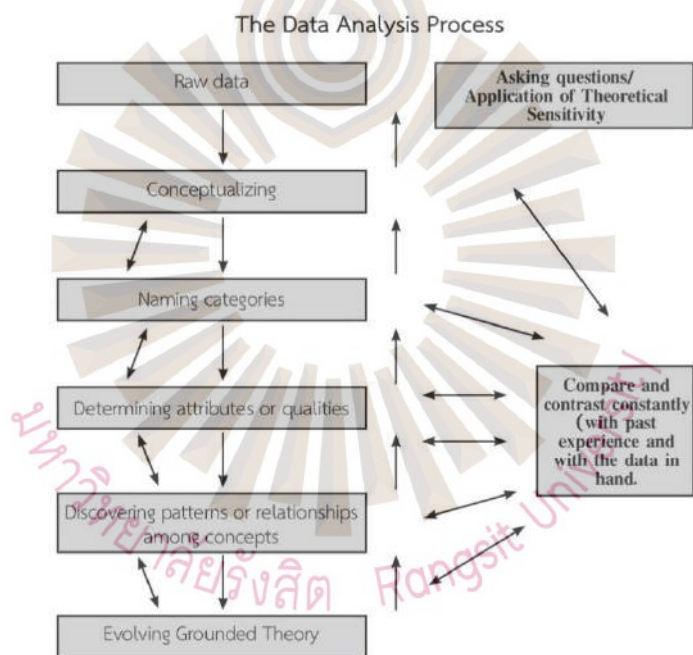 The Data Analysis Process
Raw data
Asking questions/
Application of Theoretical
Sensitivity
Conceptualizing
Naming categories
Determining attributes or qualities
Compare and
contrast constantly
(with past
experience and
with the data in
hand.
Discovering patterns or relationships
among concepts
Evolving Grounded Theory
มหาวิทยาลัยรังสิต Rangsit University